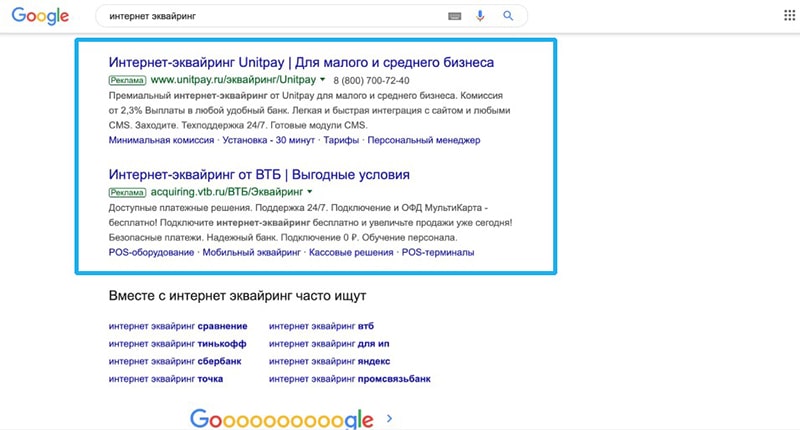 Google
интернет эквайринг
Интернет-эквайринг Unitpay | Для малого и среднего бизнеса
Реклама www.unitpay.ru/эквайринг/Unitpay 8 (800) 700-72-40
Премиальный интернет-эквайринг от Unitpay для малого и среднего бизнеса. Комиссия
от 2,3% Выплаты в любой удобный банк. Легкая и быстрая интеграция с сайтом и любыми
CMS. Заходите. Техподдержка 24/7. Готовые модули CMS.
Минимальная комиссия · Установка - 30 минут · Тарифы · Персональный менеджер
Интернет-эквайринг от ВТБ | Выгодные условия
Реклама acquiring.vtb.ru/ВТБ/Эквайринг
Доступные платежные решения. Поддержка 24/7. Подключение и ОФД МультиКарта -
бесплатно! Подключите интернет-эквайринг бесплатно и увеличьте продажи уже сегодня!
Безопасные платежи. Надежный банк. Подключение 0 ₽. Обучение персонала.
POS-оборудование · Мобильный эквайринг · Кассовые решения · POS-терминалы
Вместе с интернет эквайринг часто ищут
интернет эквайринг сравнение интернет эквайринг втб
интернет эквайринг тинькофф интернет эквайринг для ип
интернет эквайринг сбербанк интернет эквайринг яндекс
интернет эквайринг точка интернет эквайринг промсвязьбанк
Goooooooooogle